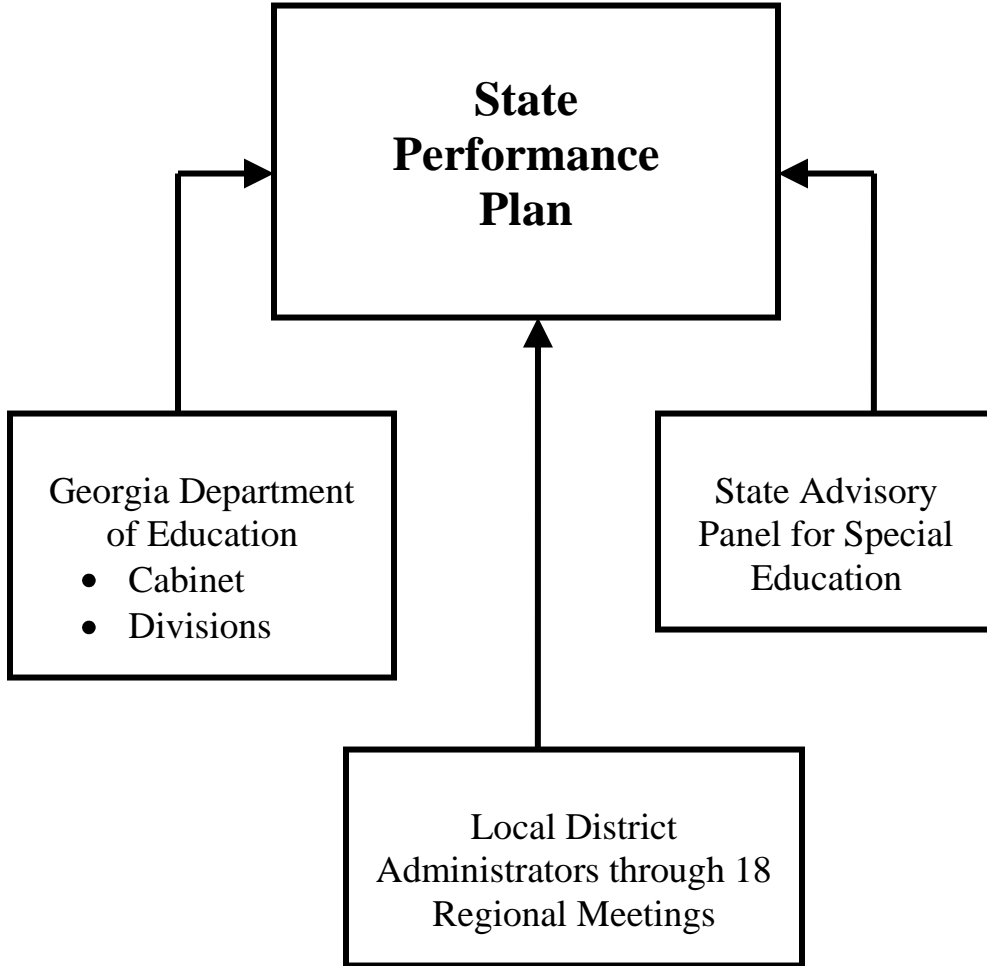 State
Performance
Plan
Georgia Department
of Education
• Cabinet
• Divisions
State Advisory
Panel for Special
Education
Local District
Administrators through 18
Regional Meetings